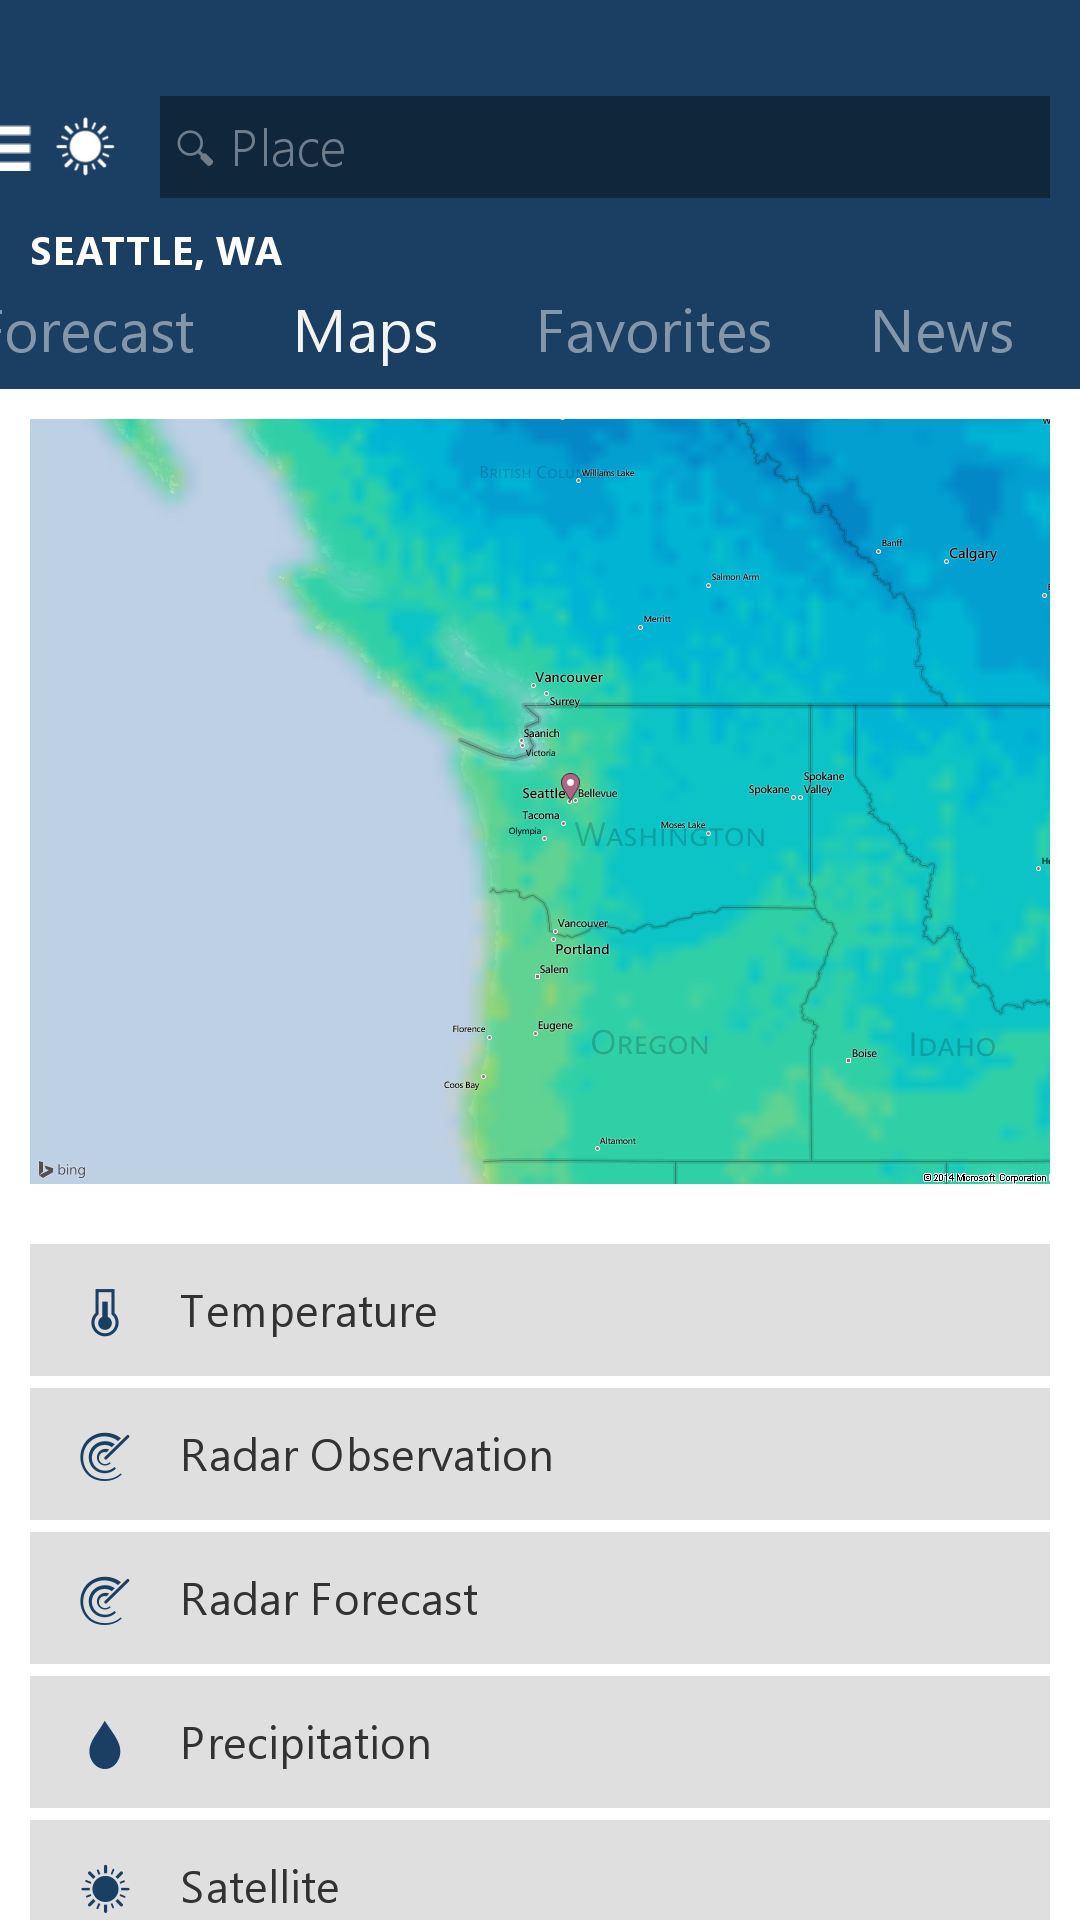 Place
SEATTLE, WA
Forecast Maps Favorites News
BRITISH COLU
Williams Lake
Banff
Calgary
Salmon Arm
Merritt
Vancouver
Surrey
Saanich
Victoria
Spokane
Spokane
Valley
Seattle
Bellevue
Tacoma
Moses Lake
Olympia
WASHINGTON
Vancouver
Portland
Salem
Florence
Eugene
OREGON
IDAHO
Boise
Coos Bay
Altamont
bing
© 2014 Microsoft Corporation
Temperature
Radar Observation
Radar Forecast
Precipitation
Satellite